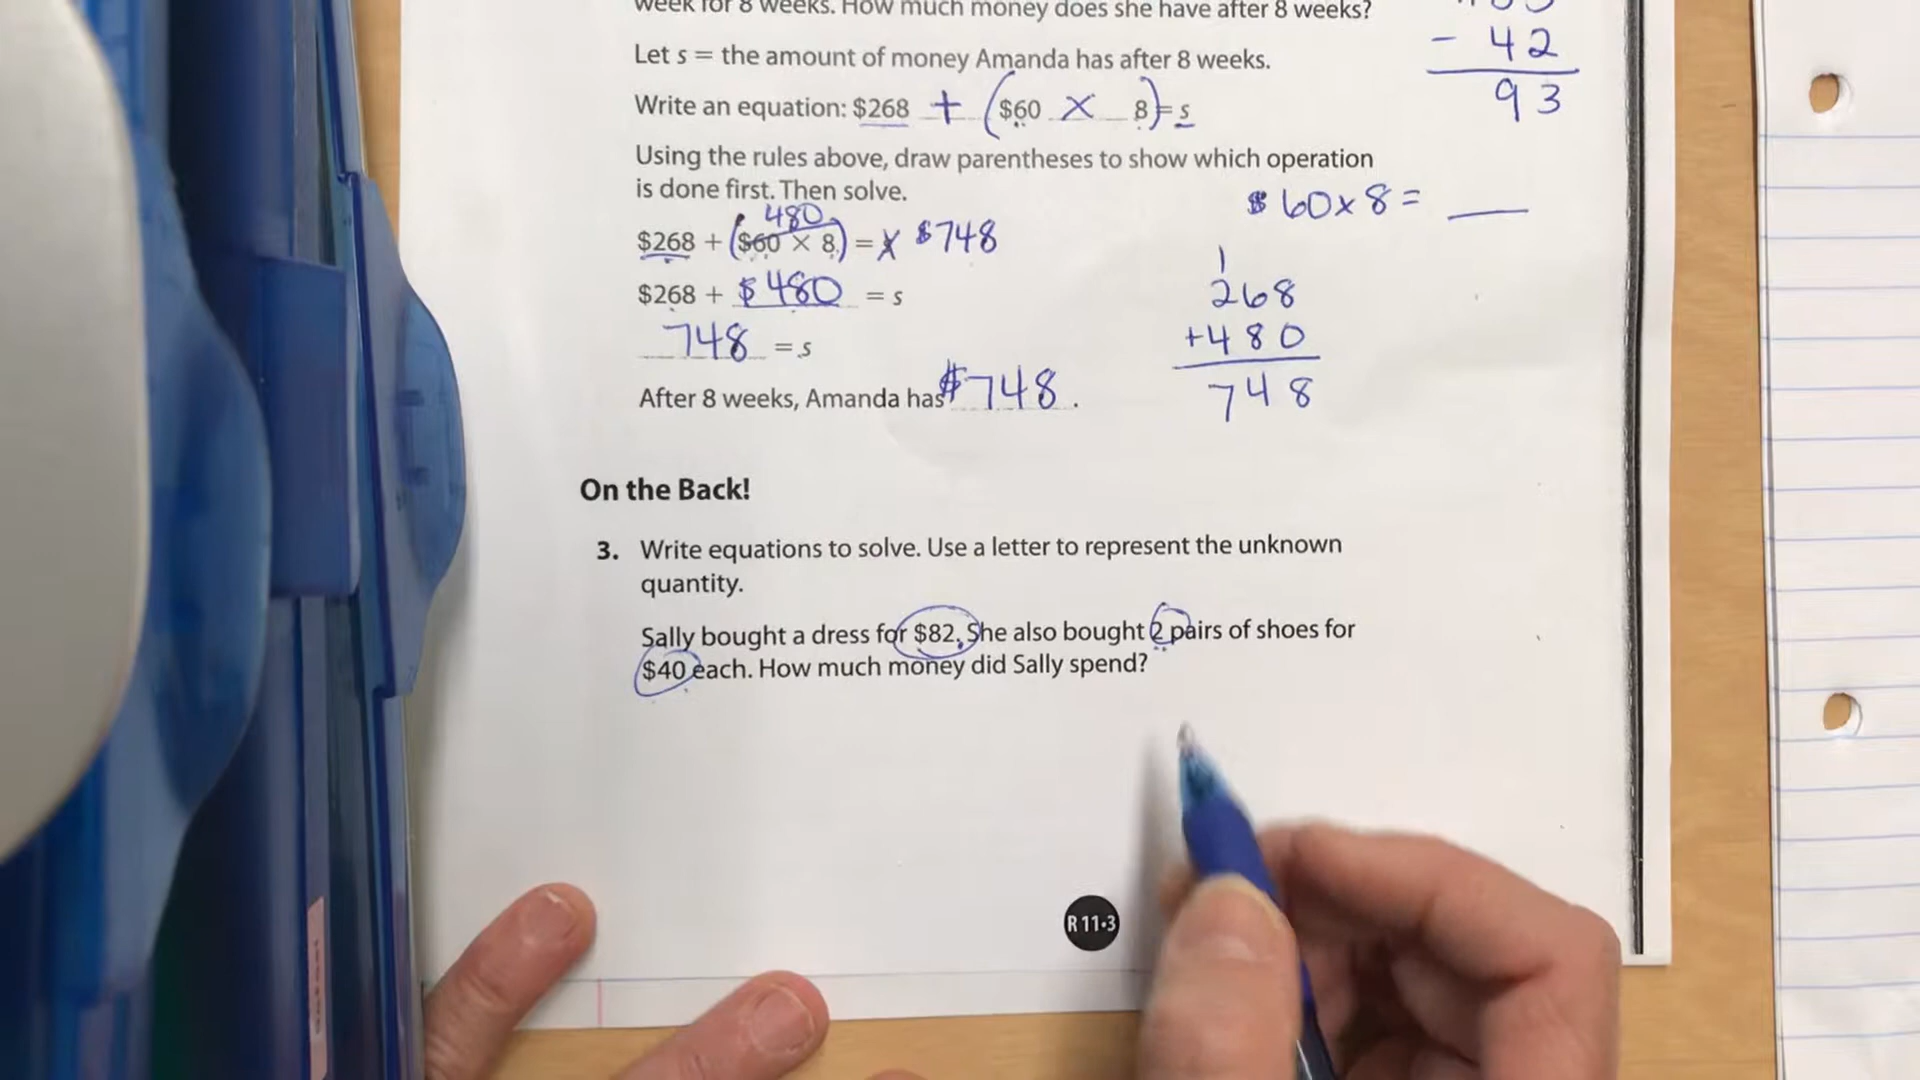 week for 8 weeks. How much money does she have after 8 weeks?
Let s = the amount of money Amanda has after 8 weeks.
Write an equation: $268 + ($60 × 8) = s
Using the rules above, draw parentheses to show which operation
is done first. Then solve.
480
$268 + ($60 × 8) = $748
$268 + $480 = s
748 = s
After 8 weeks, Amanda has $748.
- 42
93
$60 x 8 = ___
1
268
+480
748
On the Back!
3. Write equations to solve. Use a letter to represent the unknown
quantity.
Sally bought a dress for $82. She also bought 2 pairs of shoes for
$40 each. How much money did Sally spend?
R 11•3